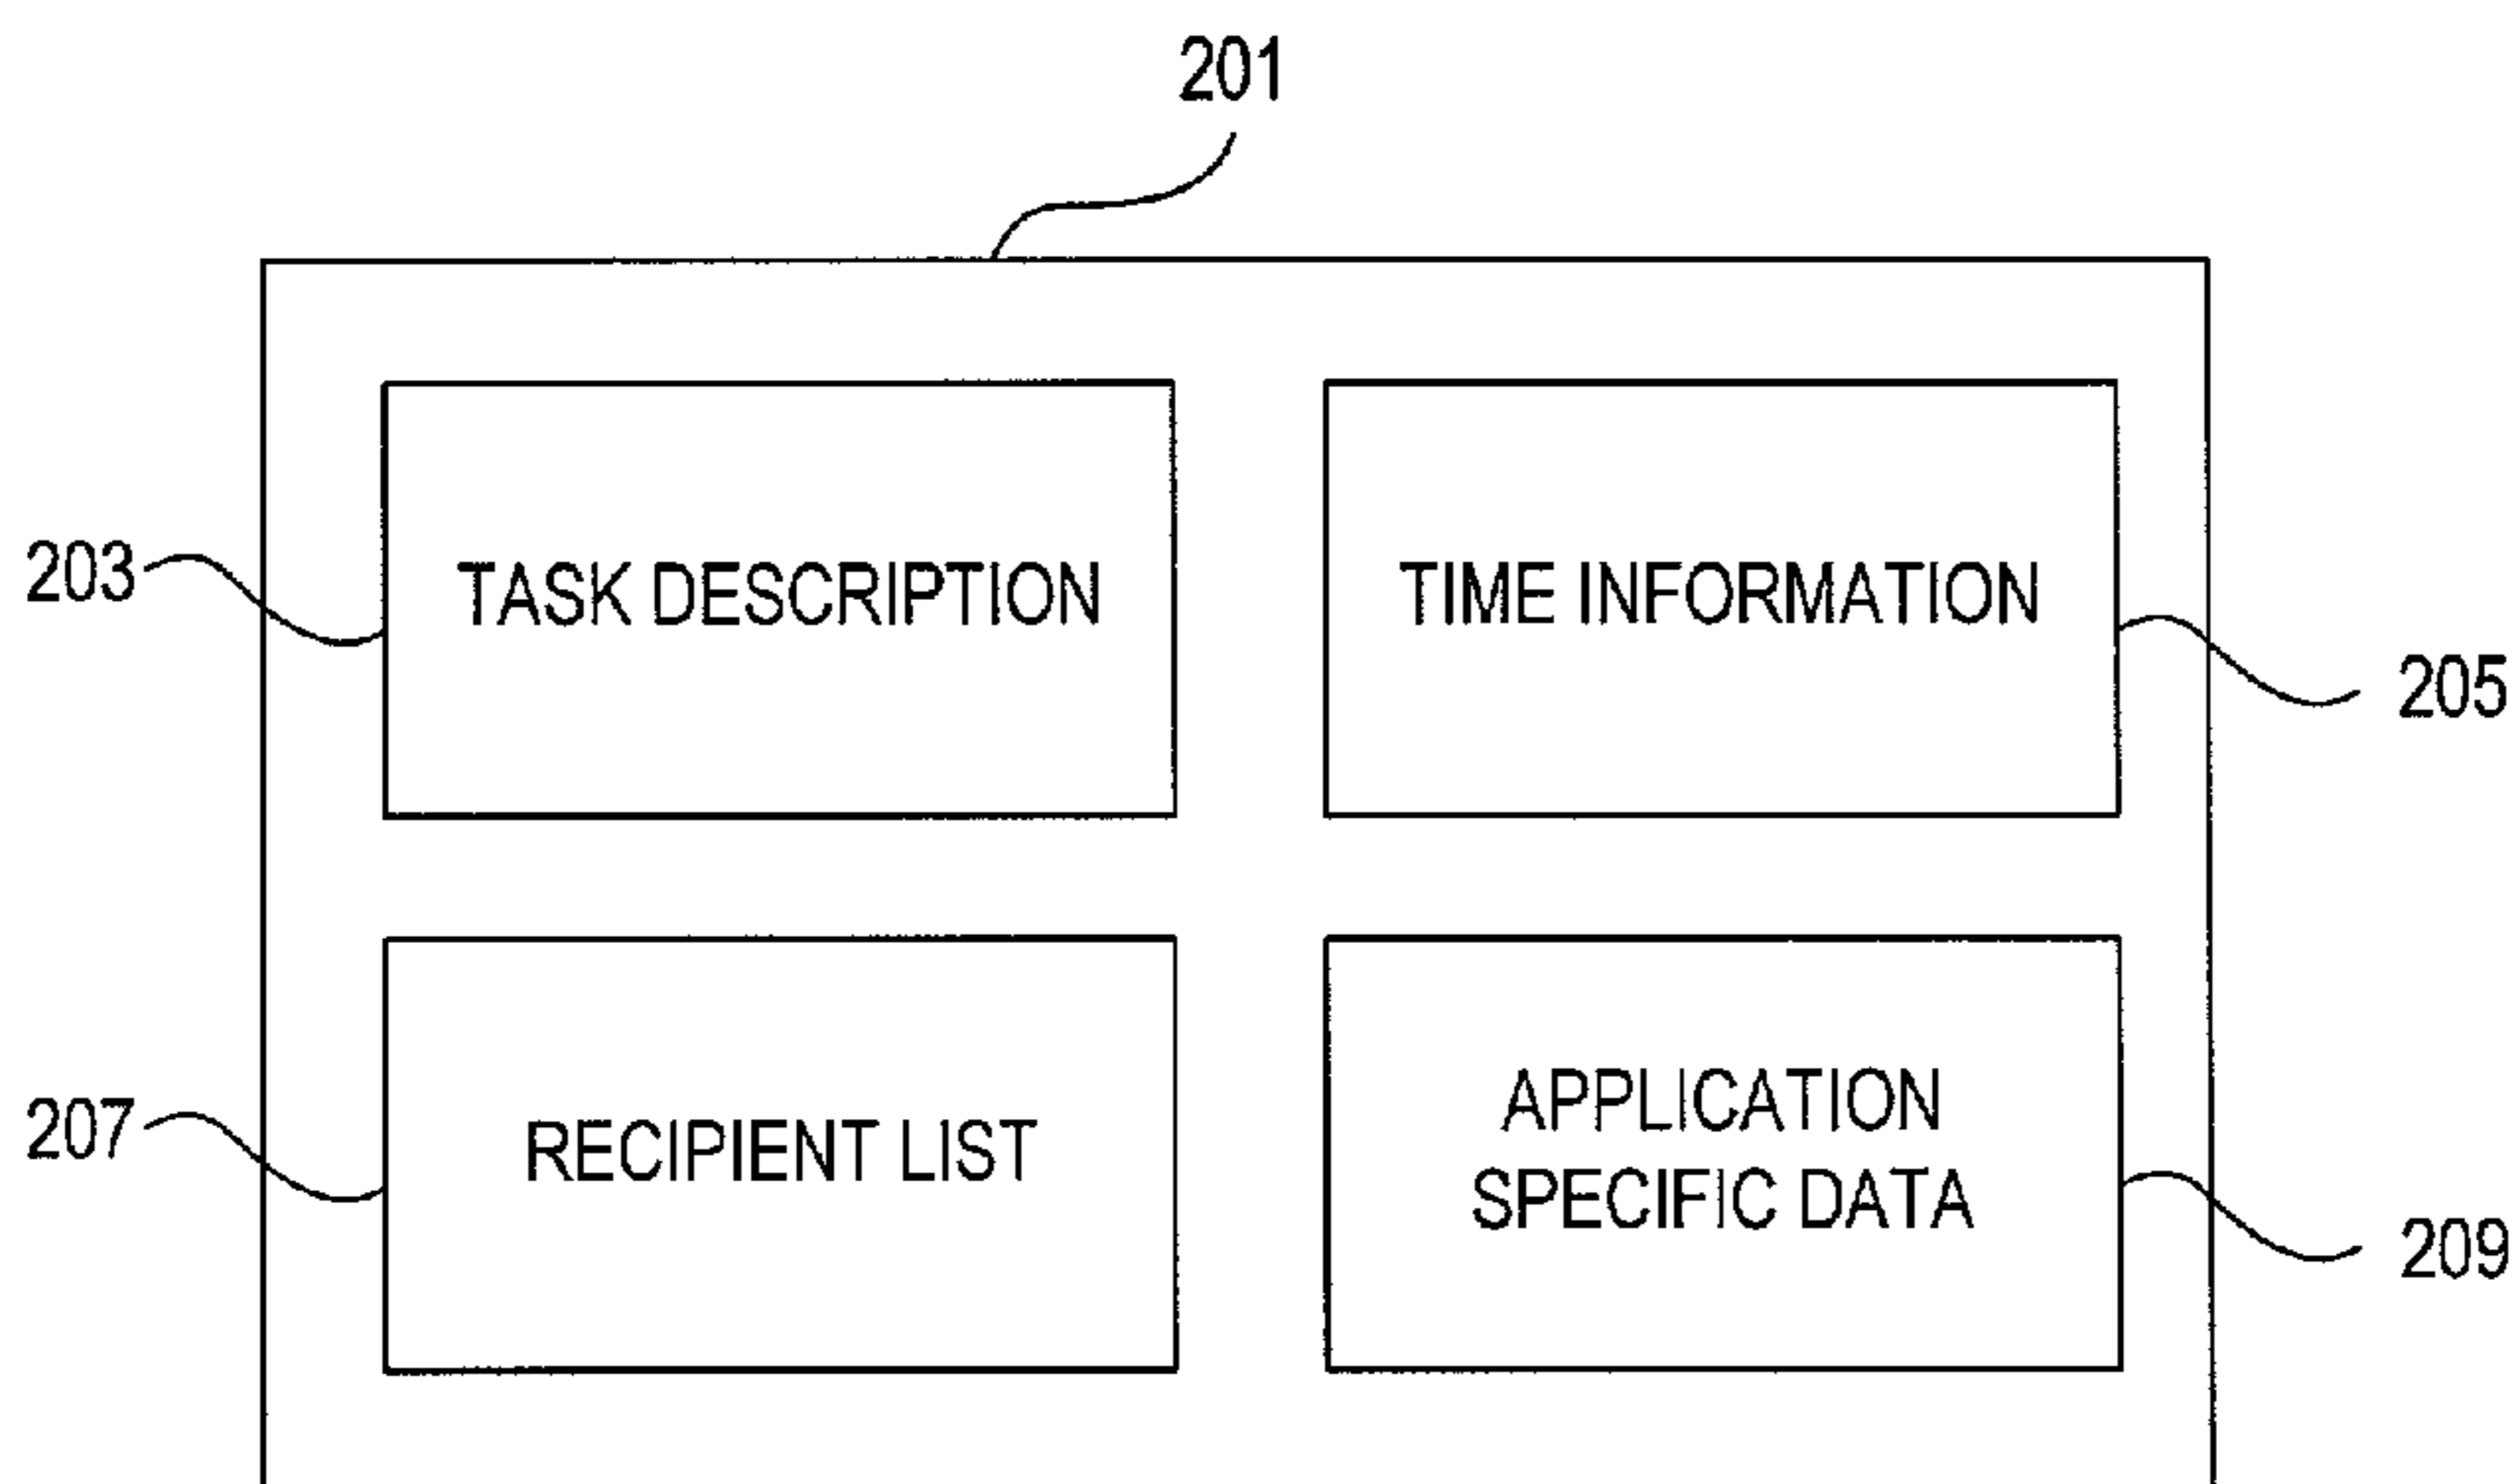 201
203
TASK DESCRIPTION
TIME INFORMATION
205
207
RECIPIENT LIST
APPLICATION
SPECIFIC DATA
209